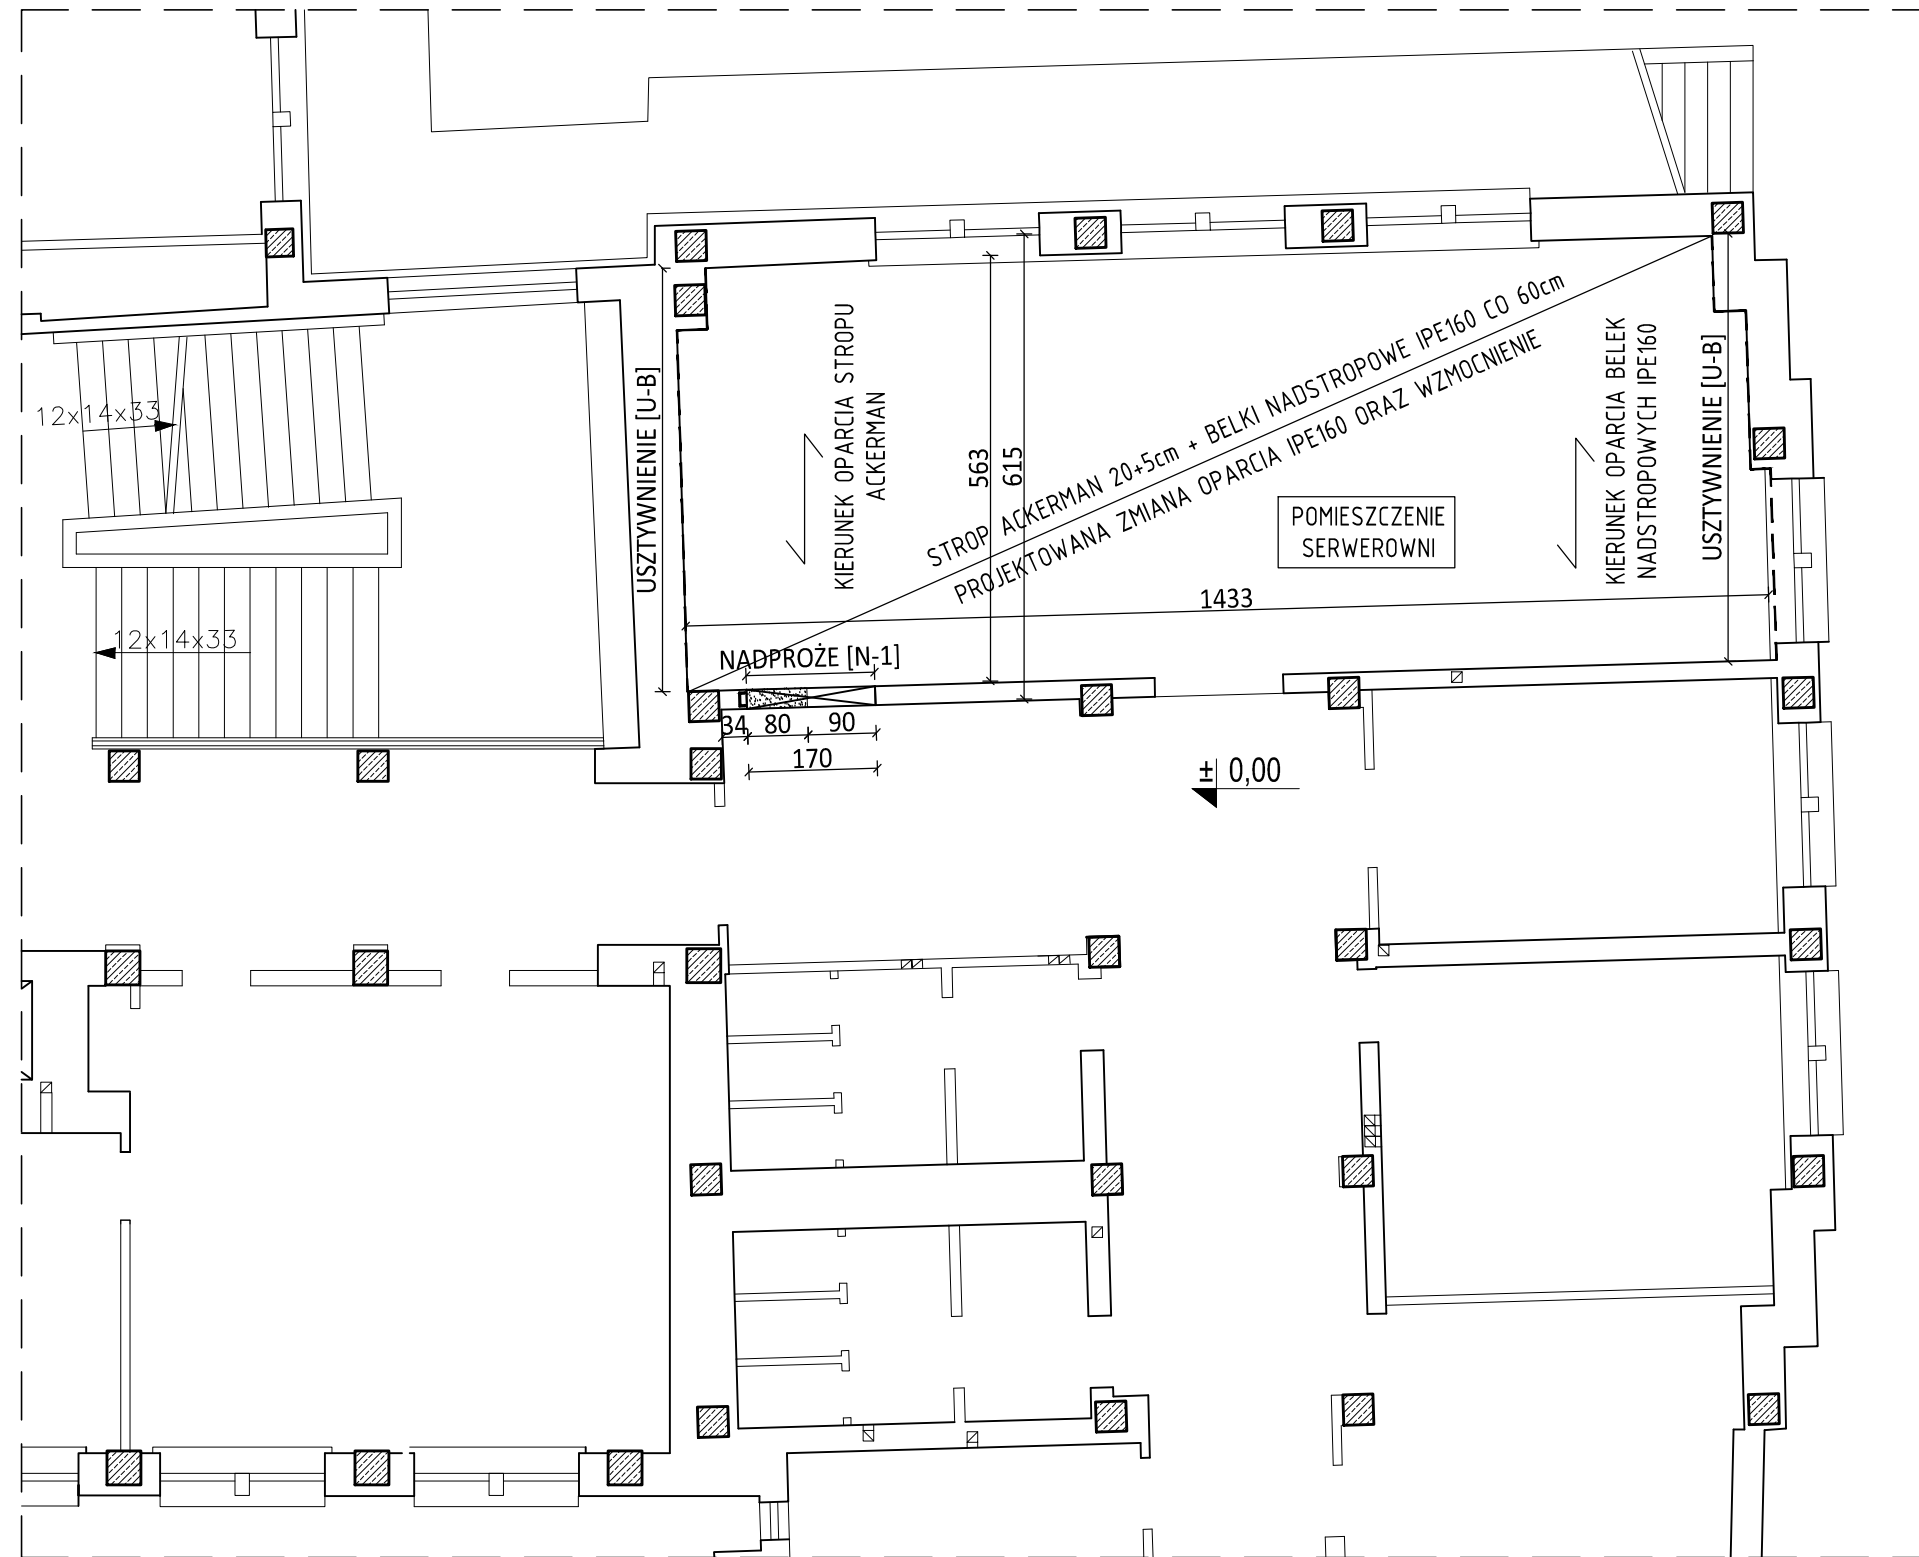 12x14x33
12x14x33
USZTYWNIENIE [U-B]
KIERUNEK OPARCIA STROPU
ACKERMAN
563
615
STROP ACKERMAN 20+5cm + BELKI NADSTROPOWE IPE160 CO 60cm
PROJEKTOWANA ZMIANA OPARCIA IPE160 ORAZ WZMOCNIENIE
POMIESZCZENIE
SERWEROWNI
KIERUNEK OPARCIA BELEK
NADSTROPOWYCH IPE160
USZTYWNIENIE [U-B]
1433
NADPROŻE [N-1]
34 80 90
170
± 0,00